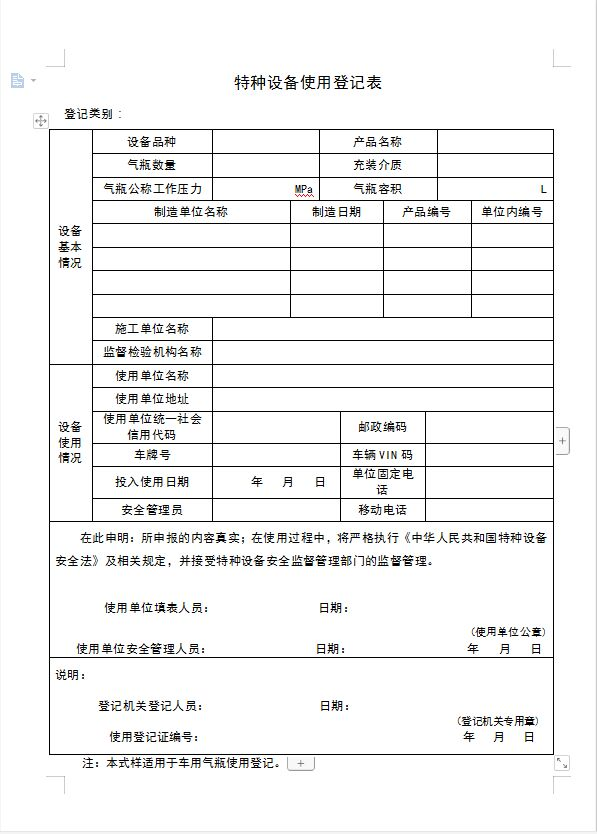 特种设备使用登记表
登记类别：
设备品种 产品名称
气瓶数量 充装介质
气瓶公称工作压力 MPa 气瓶容积 L
制造单位名称 制造日期 产品编号 单位内编号
设备
基本
情况
施工单位名称
监督检验机构名称
使用单位名称
使用单位地址
使用单位统一社会
信用代码
邮政编码
设备
使用
情况
车牌号 车辆 VIN 码
投入使用日期 年 月 日
单位固定电
话
安全管理员 移动电话
在此申明：所申报的内容真实；在使用过程中，将严格执行《中华人民共和国特种设备
安全法》及相关规定，并接受特种设备安全监督管理部门的监督管理。
使用单位填表人员： 日期：
(使用单位公章)
使用单位安全管理人员： 日期： 年 月 日
说明：
登记机关登记人员： 日期：
(登记机关专用章)
使用登记证编号： 年 月 日
注：本式样适用于车用气瓶使用登记。